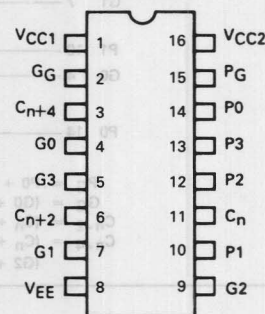 VCC1 1 16 VCC2
GG 2 15 PG
Cn+4 3 14 P0
G0 4 13 P3
G3 5 12 P2
Cn+2 6 11 Cn
G1 7 10 P1
VEE 8 9 G2